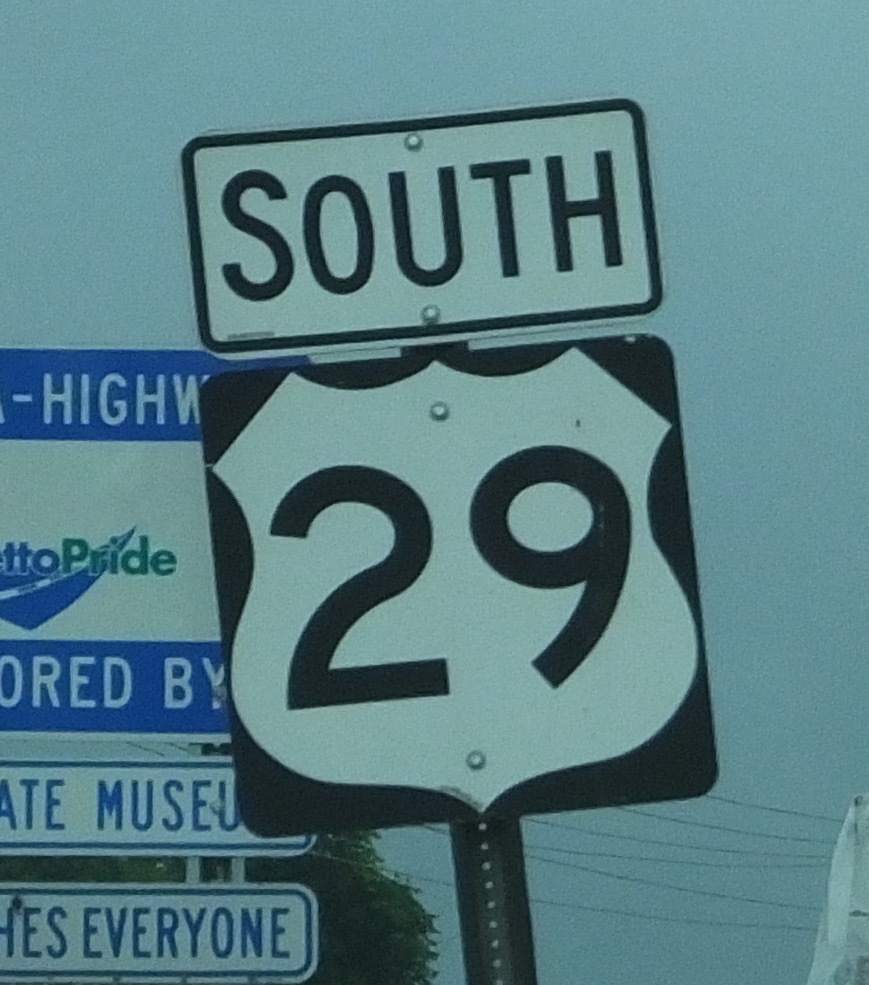 SOUTH
29
A-HIGHW
ettoPride
ORED BY
ATE MUSEU
HES EVERYONE